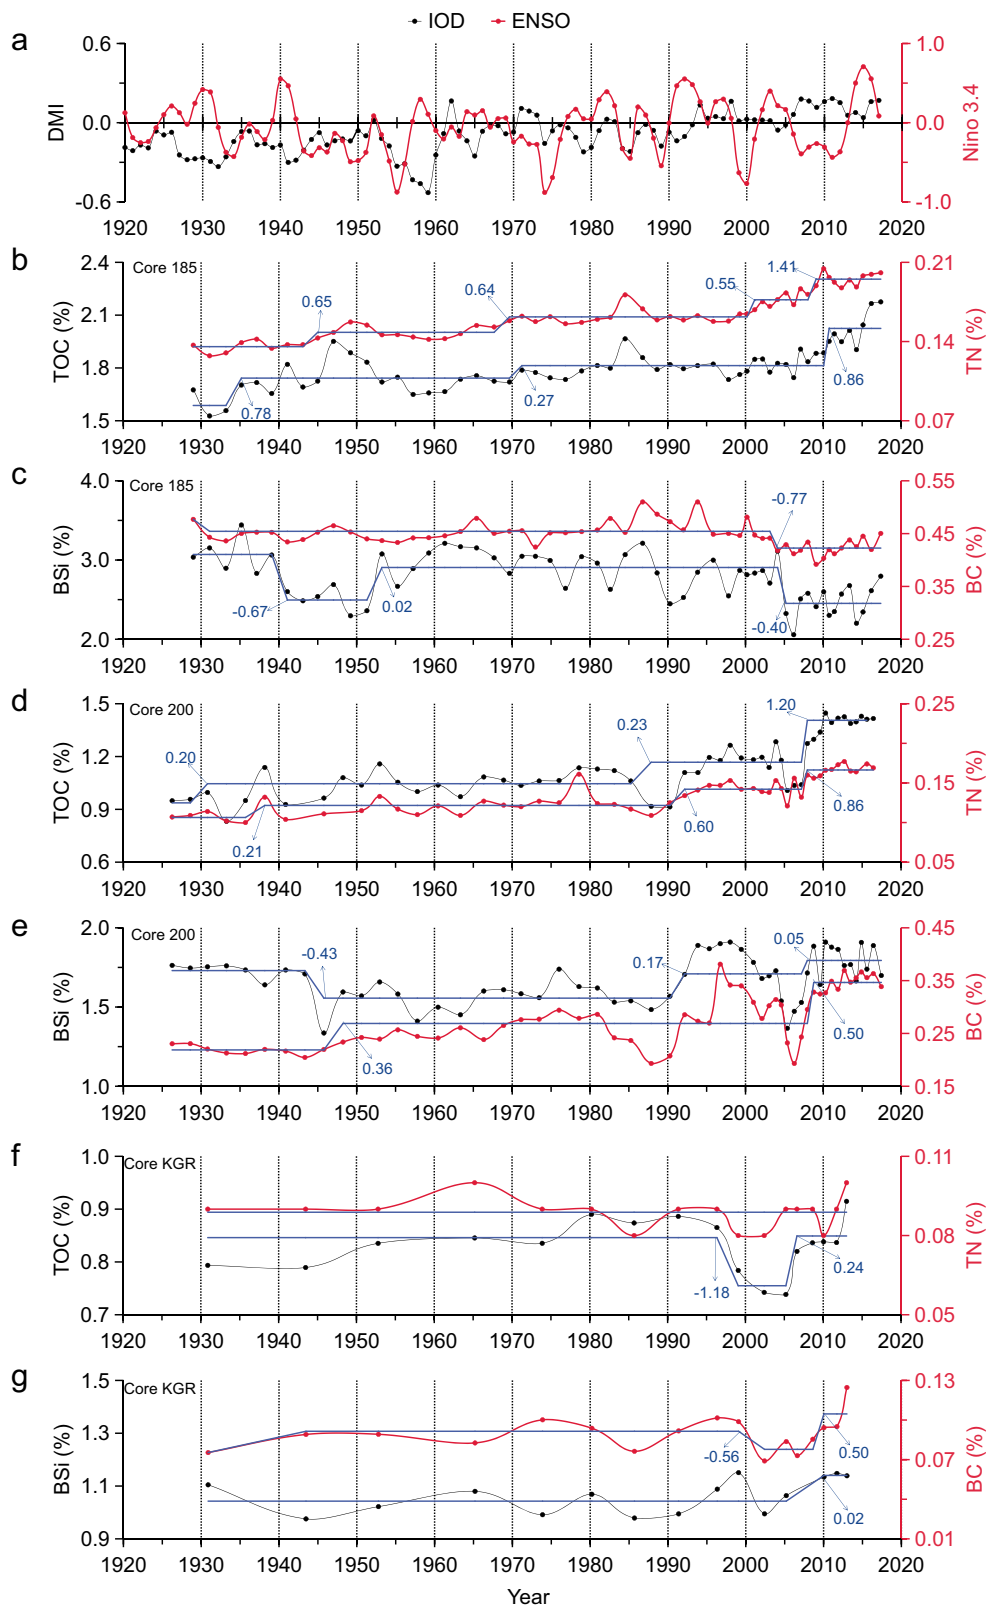 IOD ENSO
a
0.6 1.0
DMI 0.0 0.0 Nino 3.4
-0.6 -1.0
1920 1930 1940 1950 1960 1970 1980 1990 2000 2010 2020
b
2.4 Core 185 0.21
1.41
0.55
0.65 0.64
2.1
TOC (%) 0.14 TN (%)
1.8
0.78 0.27 0.86
1.5 0.07
1920 1930 1940 1950 1960 1970 1980 1990 2000 2010 2020
c
4.0 Core 185 0.55
-0.77
0.45
BSi (%) 3.0 BC (%)
0.35
-0.67 0.02 -0.40
2.0 0.25
1920 1930 1940 1950 1960 1970 1980 1990 2000 2010 2020
d
1.5 Core 200 0.25
1.20
0.20 0.23
1.2
TOC (%) 0.15 TN (%)
0.9
0.21 0.60 0.86
0.6 0.05
1920 1930 1940 1950 1960 1970 1980 1990 2000 2010 2020
e
2.0 Core 200 0.45
0.05
-0.43 0.17
0.35
BSi (%) 1.5 BC (%)
0.25
0.36 0.50
1.0 0.15
1920 1930 1940 1950 1960 1970 1980 1990 2000 2010 2020
f
1.0 Core KGR 0.11
0.9
TOC (%) 0.08 TN (%)
0.8
-1.18 0.24
0.7 0.05
1920 1930 1940 1950 1960 1970 1980 1990 2000 2010 2020
g
1.5 Core KGR 0.13
1.3
-0.56 0.50
BSi (%) 0.07 BC (%)
1.1
0.02
0.9 0.01
1920 1930 1940 1950 1960 1970 1980 1990 2000 2010 2020
Year